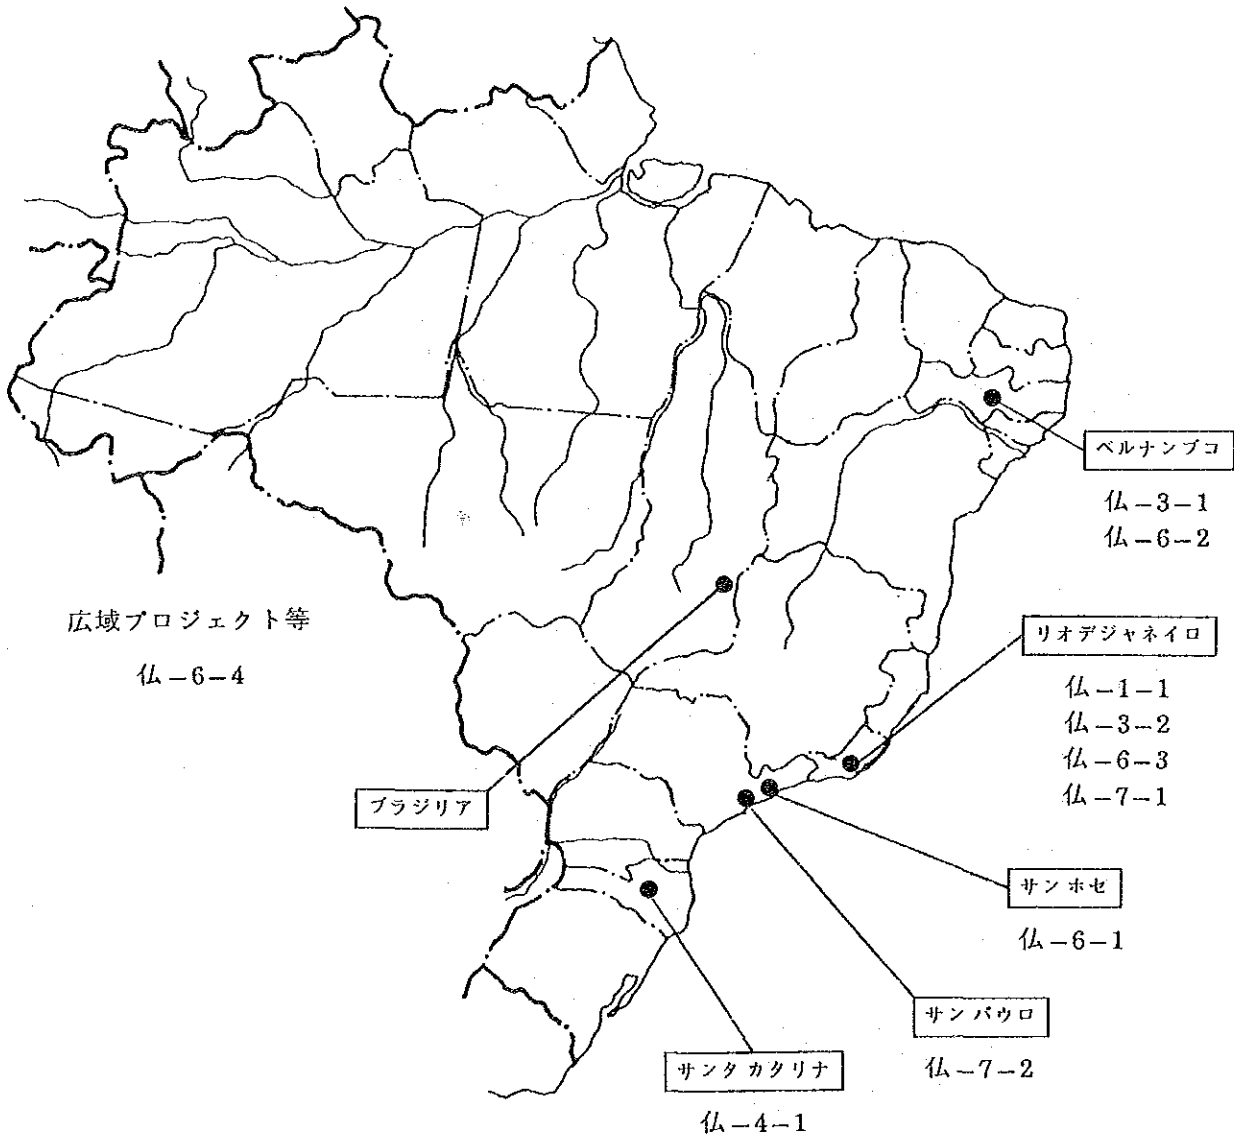 ペルナンブコ
仏-3-1
仏-6-2
広域プロジェクト等
仏-6-4
リオデジャネイロ
仏-1-1
仏-3-2
仏-6-3
仏-7-1
ブラジリア
サンホセ
仏-6-1
サンパウロ
仏-7-2
サンタカタリナ
仏-4-1